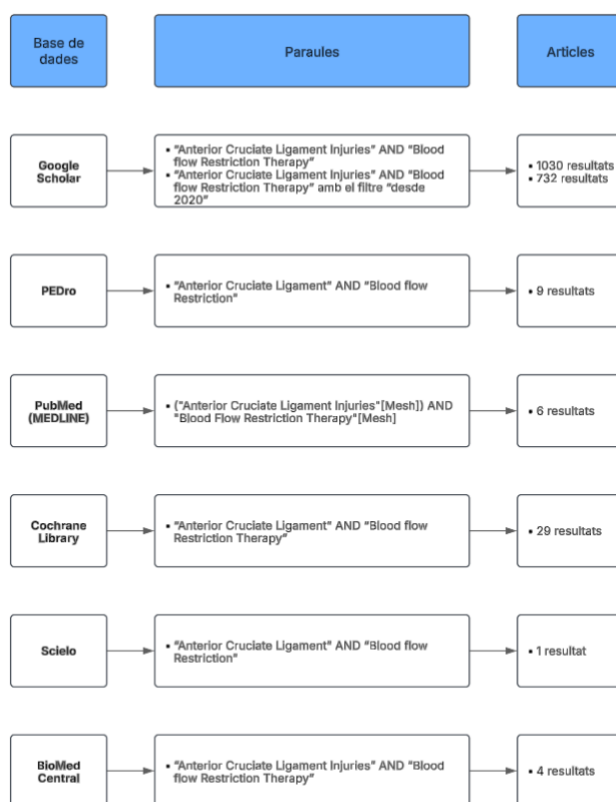 Base de
dades
Paraules
Articles
Google
Scholar
▪ "Anterior Cruciate Ligament Injuries" AND "Blood
flow Restriction Therapy"
▪ "Anterior Cruciate Ligament Injuries" AND "Blood
flow Restriction Therapy" amb el filtre "desde
2020"
▪ 1030 resultats
▪ 732 resultats
PEDro
▪ "Anterior Cruciate Ligament" AND "Blood flow
Restriction"
▪ 9 resultats
PubMed
(MEDLINE)
▪ ("Anterior Cruciate Ligament Injuries"[Mesh]) AND
"Blood Flow Restriction Therapy"[Mesh]
▪ 6 resultats
Cochrane
Library
▪ "Anterior Cruciate Ligament" AND "Blood flow
Restriction Therapy"
▪ 29 resultats
Scielo
▪ "Anterior Cruciate Ligament" AND "Blood flow
Restriction"
▪ 1 resultat
BioMed
Central
▪ "Anterior Cruciate Ligament Injuries" AND "Blood
flow Restriction Therapy"
▪ 4 resultats